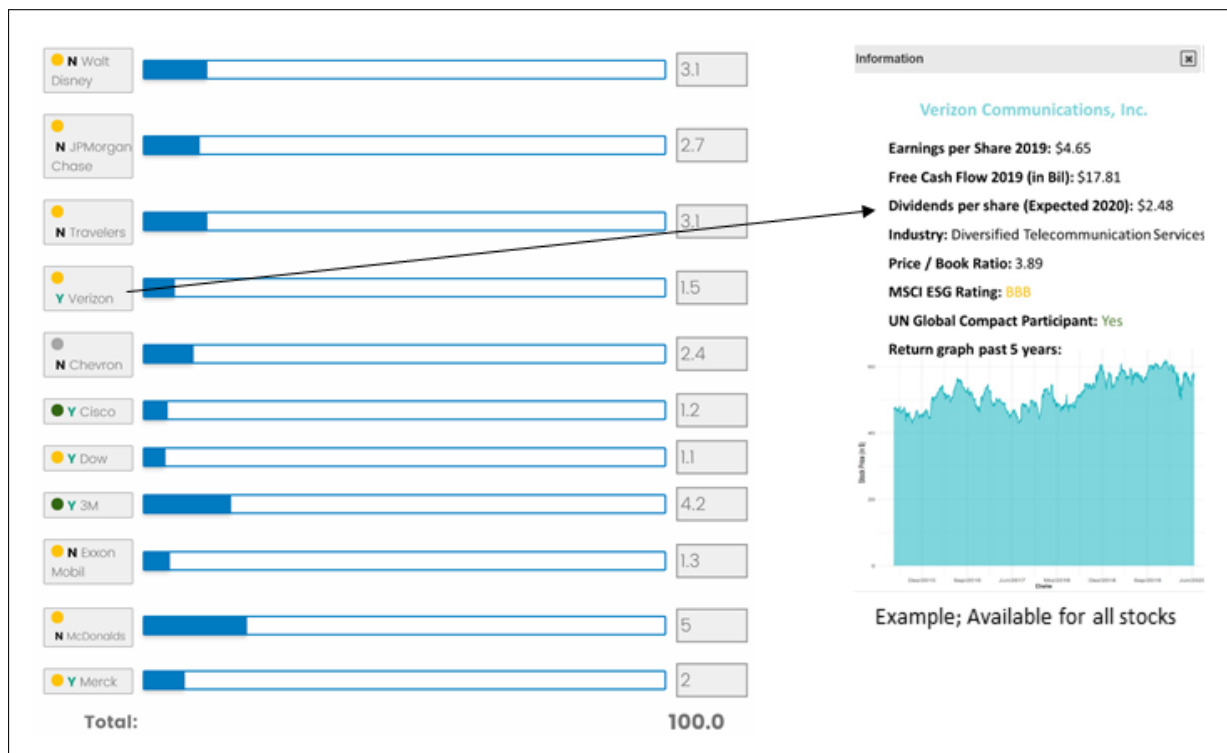 N Walt
Disney
3.1
N JPMorgan
Chase
2.7
N Travelers
3.1
Y Verizon
1.5
N Chevron
2.4
Y Cisco
1.2
Y Dow
1.1
Y 3M
4.2
N Exxon
Mobil
1.3
N McDonalds
5
Y Merck
2
Total:
100.0
Information
Verizon Communications, Inc.
Earnings per Share 2019: $4.65
Free Cash Flow 2019 (in Bil): $17.81
Dividends per share (Expected 2020): $2.48
Industry: Diversified Telecommunication Services
Price / Book Ratio: 3.89
MSCI ESG Rating: BBB
UN Global Compact Participant: Yes
Return graph past 5 years:
Stock Price (in $)
0
Example; Available for all stocks